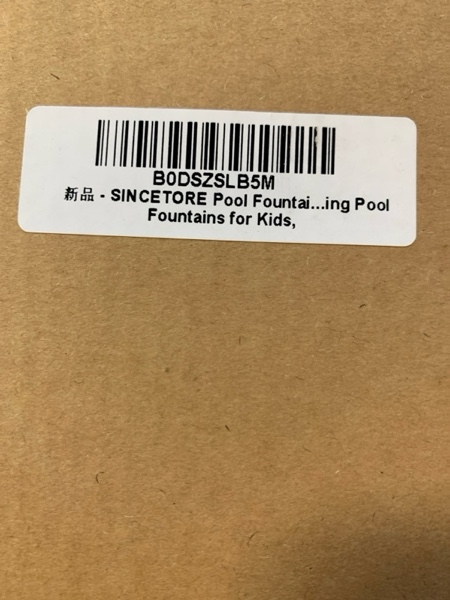 B0DSZSLB5M
新品 - SINCETORE Pool Fountai...ing Pool
Fountains for Kids,